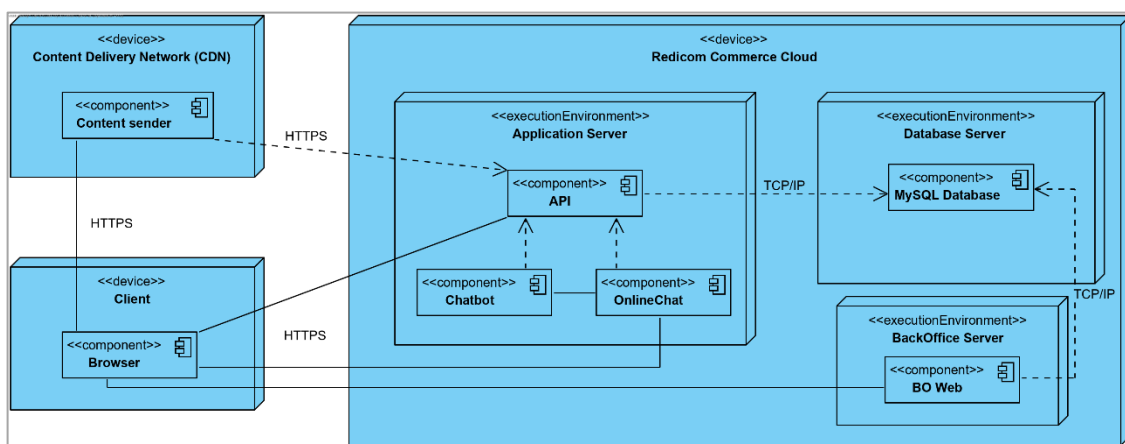 <<device>>
Content Delivery Network (CDN)
<<component>>
Content sender
HTTPS
HTTPS
<<device>>
Client
<<component>>
Browser
HTTPS
<<device>>
Redicom Commerce Cloud
<<executionEnvironment>>
Application Server
<<component>>
API
<<component>>
Chatbot
<<component>>
OnlineChat
TCP/IP
<<executionEnvironment>>
Database Server
<<component>>
MySQL Database
TCP/IP
<<executionEnvironment>>
BackOffice Server
<<component>>
BO Web